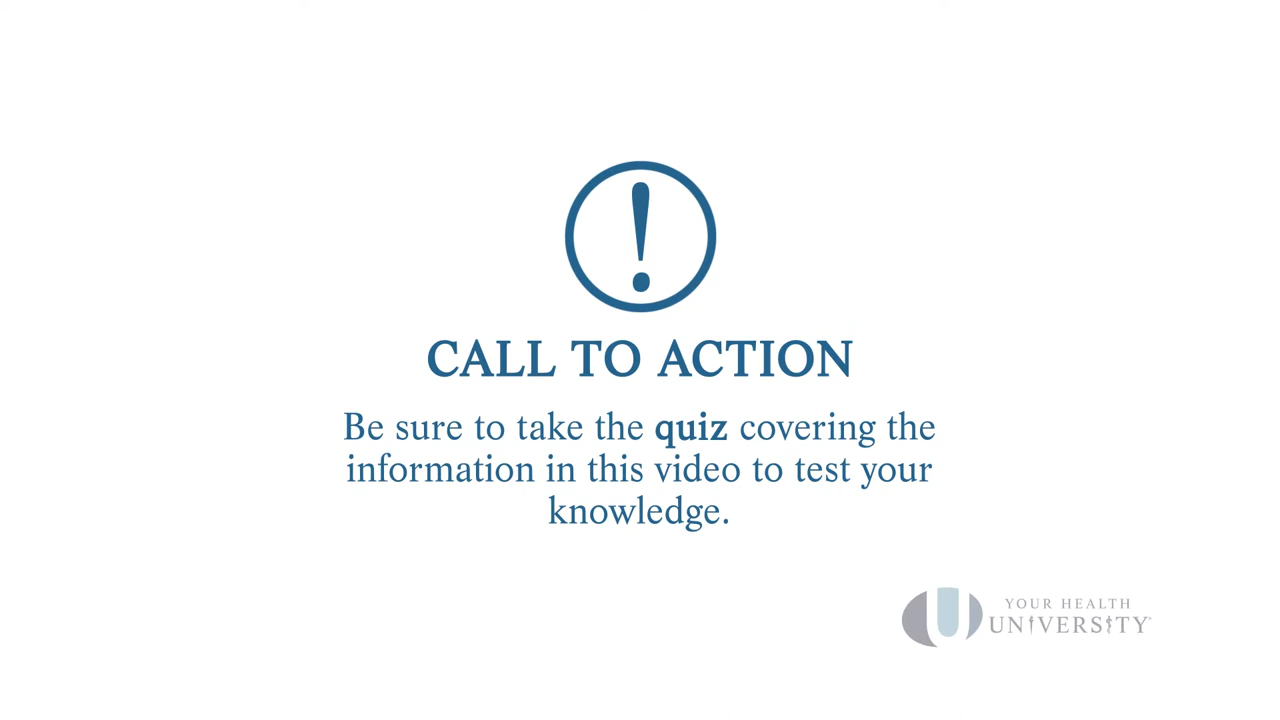 !
CALL TO ACTION
Be sure to take the quiz covering the
information in this video to test your
knowledge.
YOUR HEALTH
UNIVERSITY™